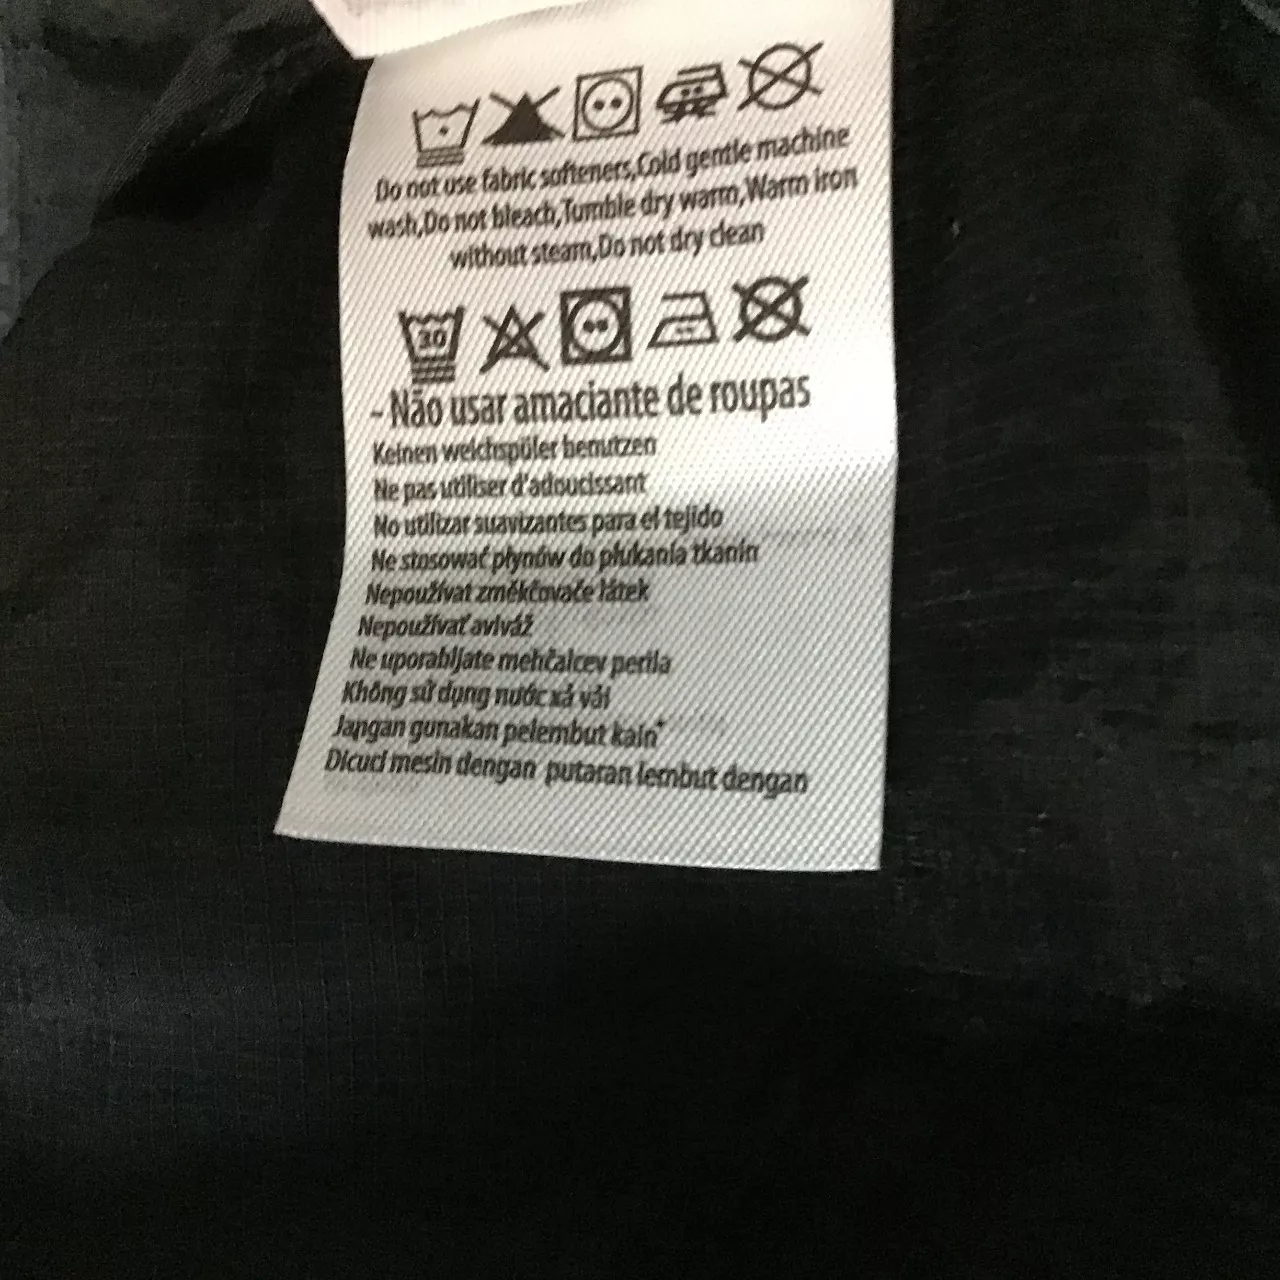 Do not use fabric softeners,Cold gentle machine
wash,Do not bleach,Tumble dry warm,Warm iron
without steam,Do not dry clean
30
- Não usar amaciante de roupas
Keinen weichspüler benutzen
Ne pas utiliser d'adoucissant
No utilizar suavizantes para el tejido
Ne stosować płynów do płukania tkanin
Nepoužívat změkčovače látek
Nepoužívať aviváž
Ne uporabljate mehčalcev perila
Không sử dụng nước xả vải
Jangan gunakan pelembut kain
Dicuci mesin dengan putaran lembut dengan